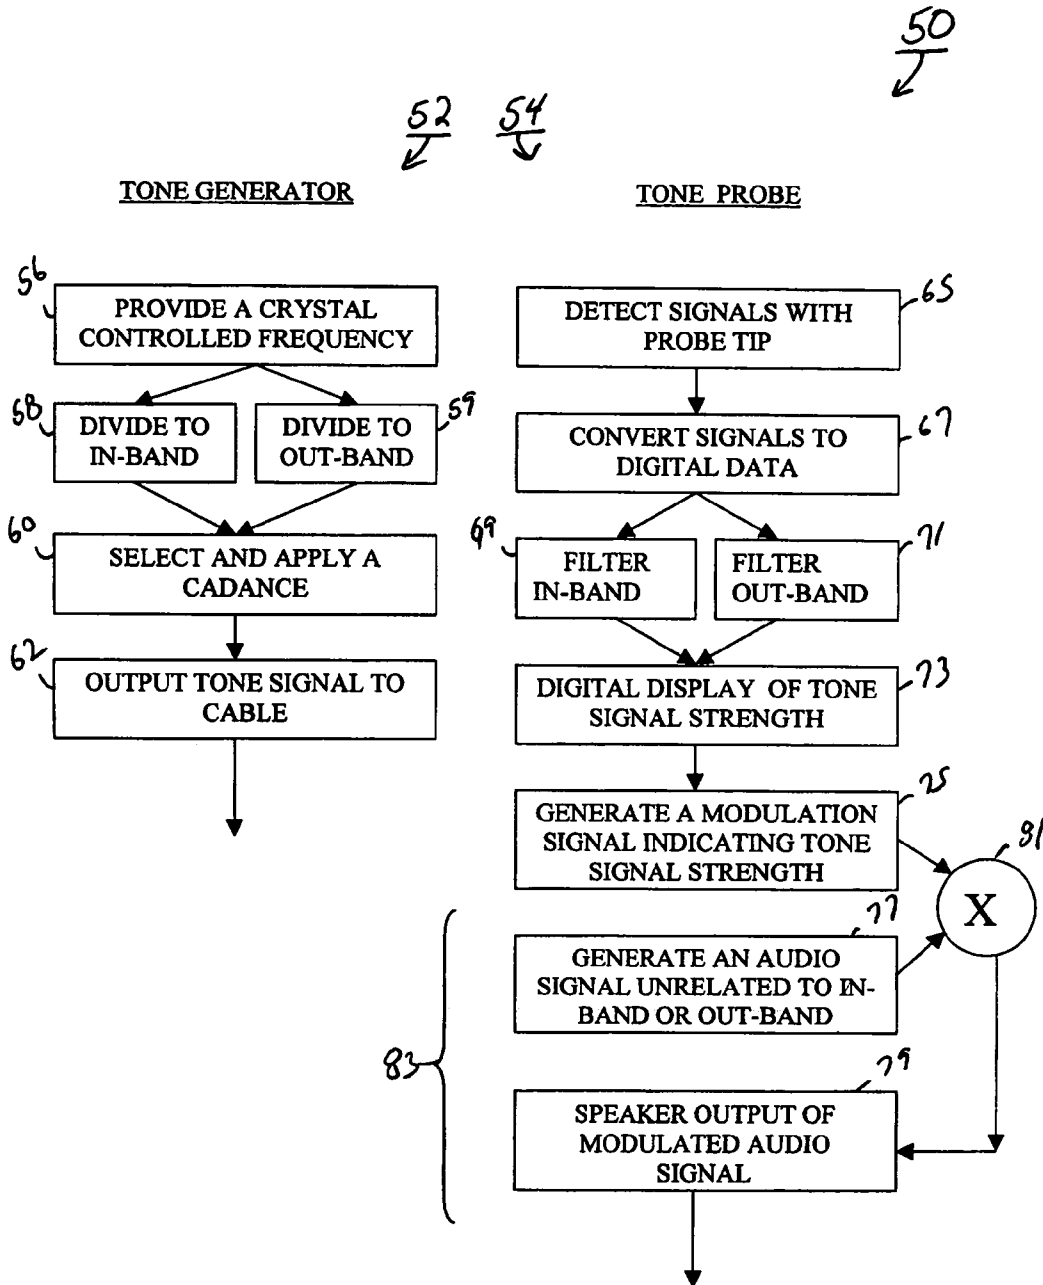 50
52
54
TONE GENERATOR
TONE PROBE
56
PROVIDE A CRYSTAL
CONTROLLED FREQUENCY
58
DIVIDE TO
IN-BAND
59
DIVIDE TO
OUT-BAND
60
SELECT AND APPLY A
CADANCE
62
OUTPUT TONE SIGNAL TO
CABLE
65
DETECT SIGNALS WITH
PROBE TIP
67
CONVERT SIGNALS TO
DIGITAL DATA
69
FILTER
IN-BAND
71
FILTER
OUT-BAND
73
DIGITAL DISPLAY OF TONE
SIGNAL STRENGTH
75
GENERATE A MODULATION
SIGNAL INDICATING TONE
SIGNAL STRENGTH
81
X
77
GENERATE AN AUDIO
SIGNAL UNRELATED TO IN-
BAND OR OUT-BAND
83
79
SPEAKER OUTPUT OF
MODULATED AUDIO
SIGNAL